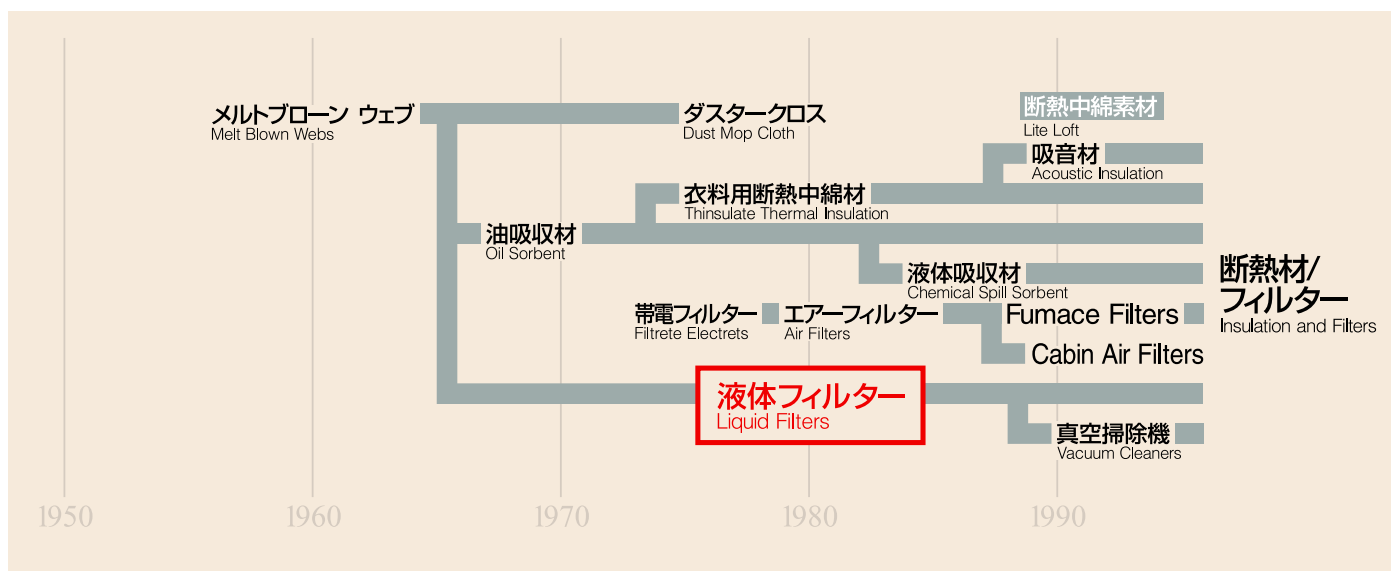 メルトブローン ウェブ
Melt Blown Webs
ダスタークロス
Dust Mop Cloth
断熱中綿素材
Lite Loft
吸音材
Acoustic Insulation
衣料用断熱中綿材
Thinsulate Thermal Insulation
油吸収材
Oil Sorbent
液体吸収材
Chemical Spill Sorbent
断熱材/
フィルター
Insulation and Filters
帯電フィルター
Filtrete Electrets
エアーフィルター
Air Filters
Fumace Filters
Cabin Air Filters
液体フィルター
Liquid Filters
真空掃除機
Vacuum Cleaners
1950
1960
1970
1980
1990